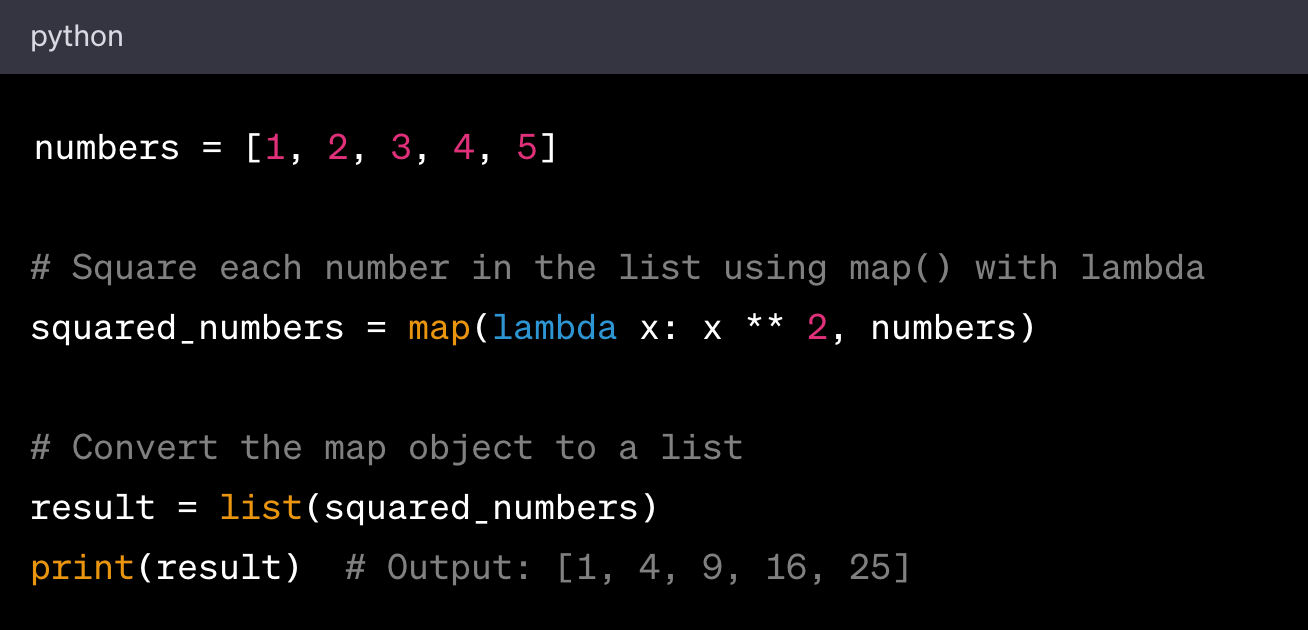 python
numbers = [1, 2, 3, 4, 5]
# Square each number in the list using map() with lambda
squared_numbers = map(lambda x: x ** 2, numbers)
# Convert the map object to a list
result = list(squared_numbers)
print(result)  # Output: [1, 4, 9, 16, 25]